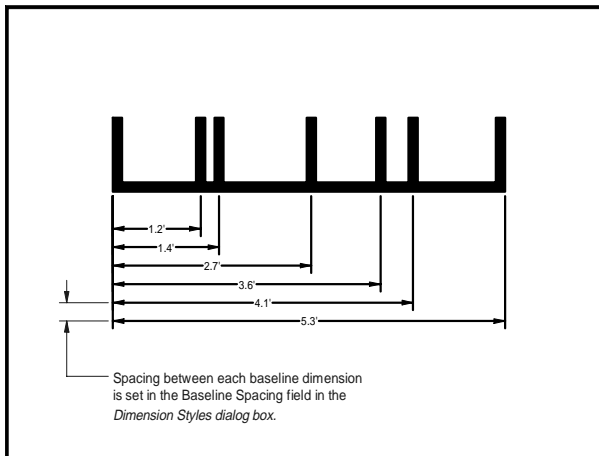 1.2'
1.4'
2.7'
3.6'
4.1'
5.3'
Spacing between each baseline dimension
is set in the Baseline Spacing field in the
Dimension Styles dialog box.